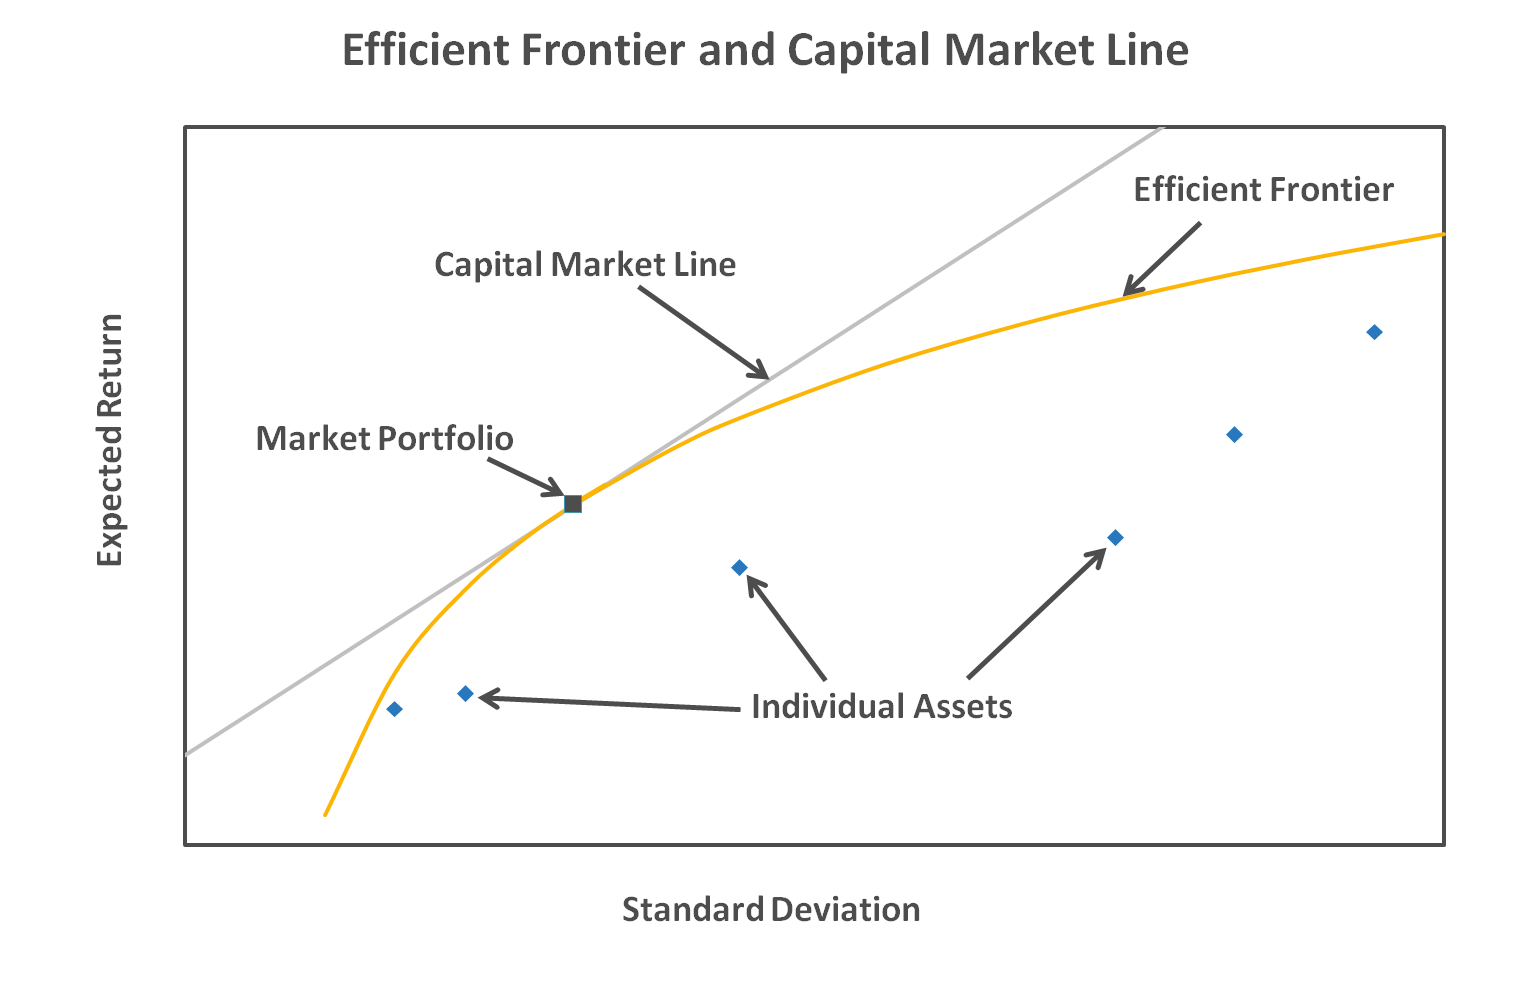 Efficient Frontier and Capital Market Line
Efficient Frontier
Capital Market Line
Market Portfolio
Expected Return
Individual Assets
Standard Deviation